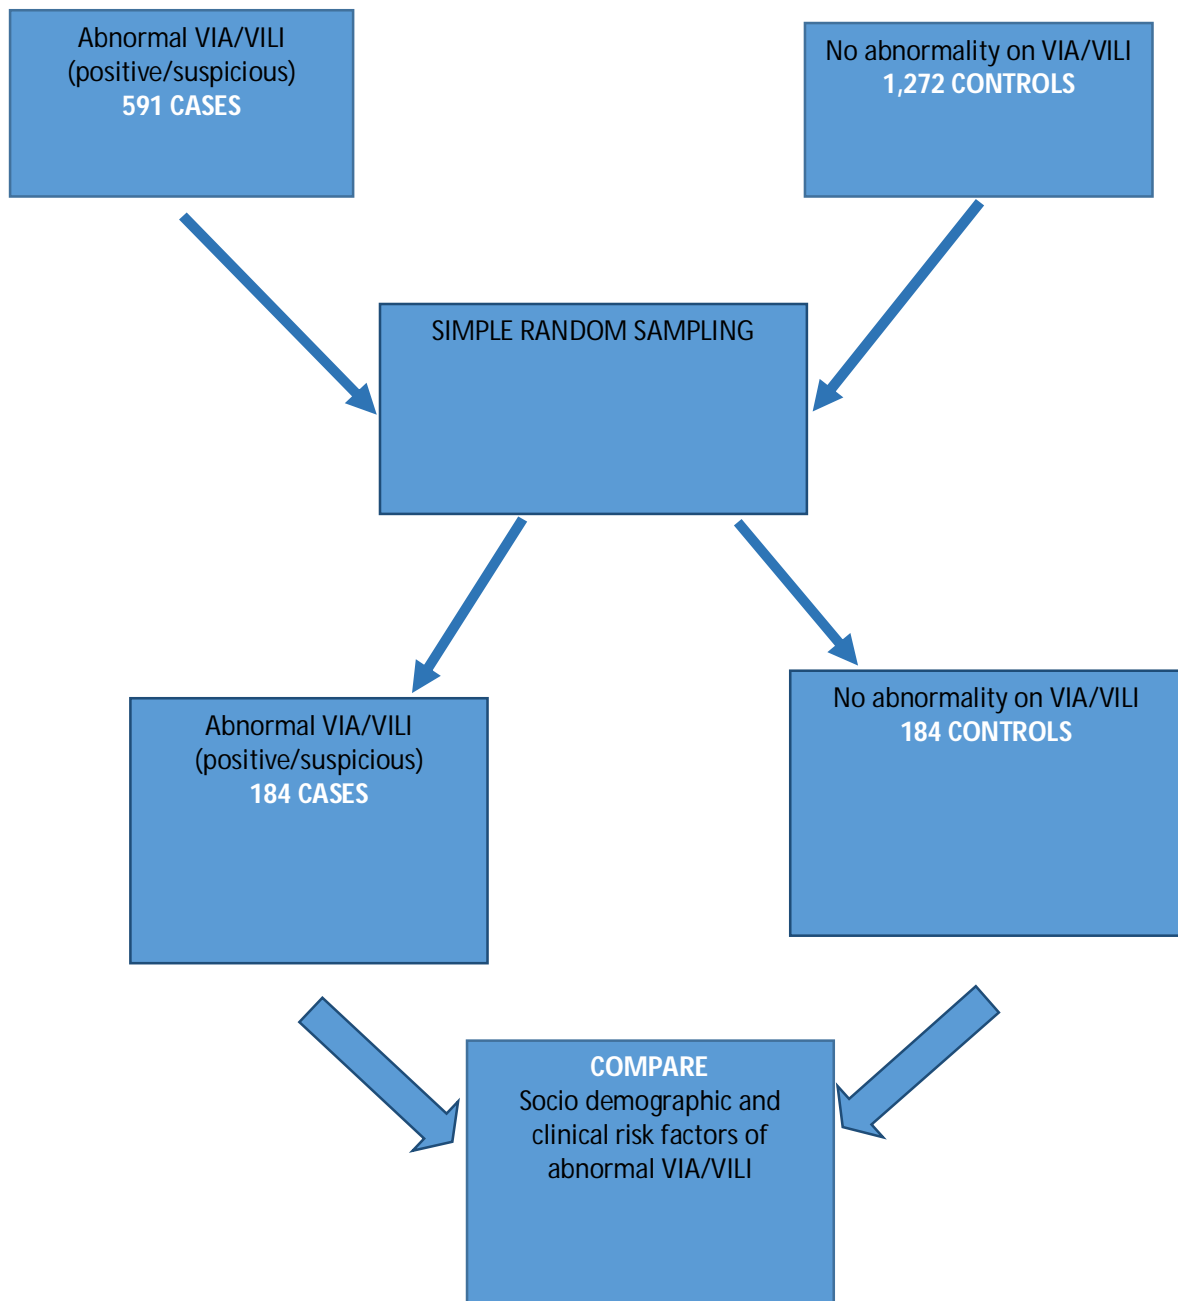 Abnormal VIA/VILI
(positive/suspicious)
591 CASES
No abnormality on VIA/VILI
1,272 CONTROLS
SIMPLE RANDOM SAMPLING
Abnormal VIA/VILI
(positive/suspicious)
184 CASES
No abnormality on VIA/VILI
184 CONTROLS
COMPARE
Socio demographic and
clinical risk factors of
abnormal VIA/VILI